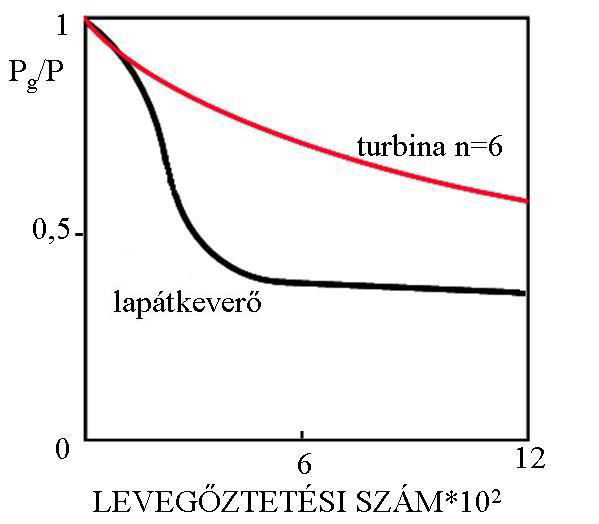 1
P_g/P
turbina n=6
0,5
lapátkeverő
0
6
12
LEVEGŐZTETÉSI SZÁM*10²